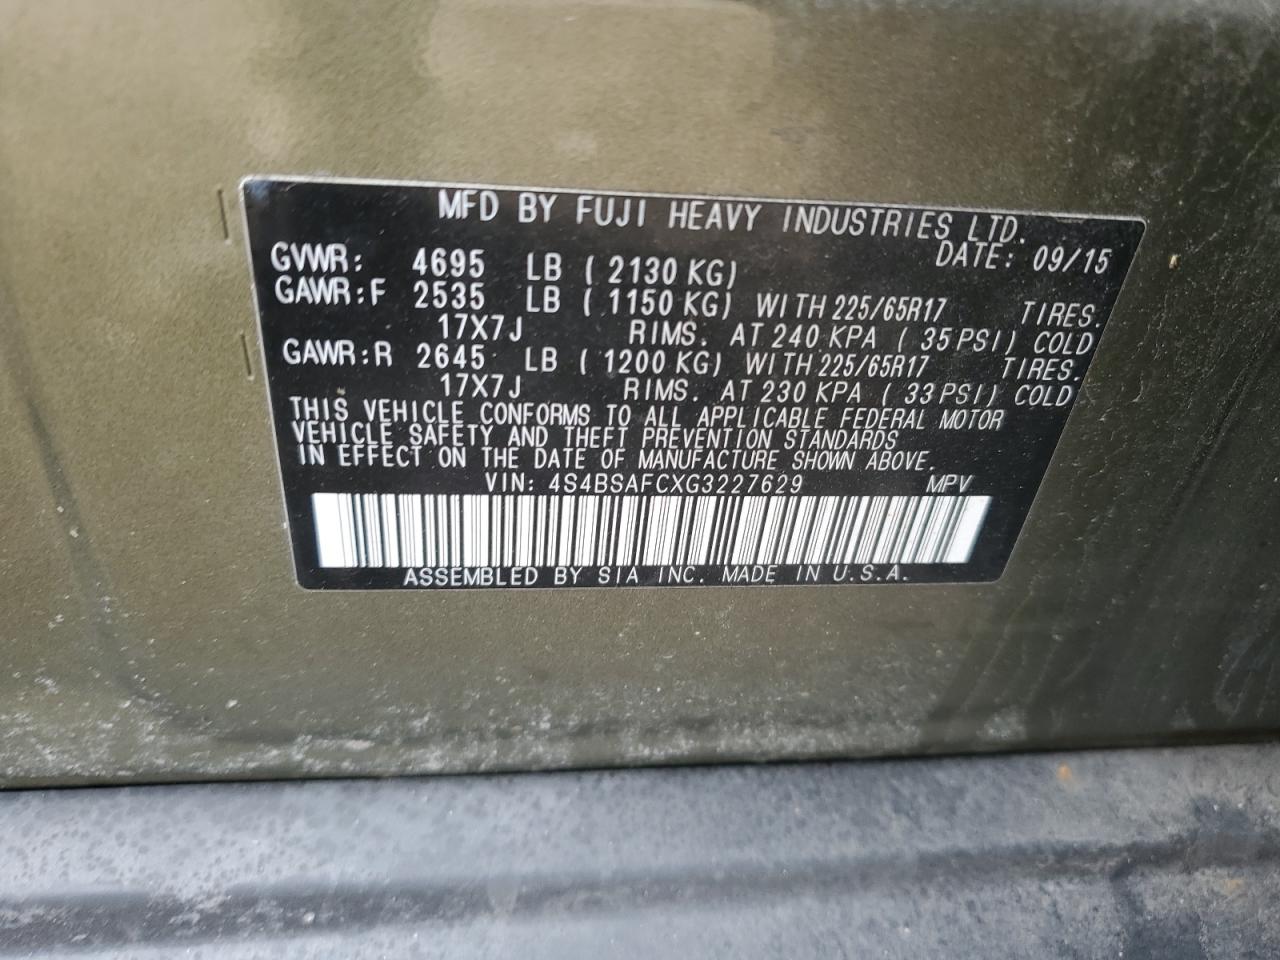 MFD BY FUJI HEAVY INDUSTRIES LTD.
DATE: 09/15
GVWR: 4695 LB ( 2130 KG)
GAWR:F 2535 LB ( 1150 KG) WITH 225/65R17 TIRES.
17X7J RIMS. AT 240 KPA ( 35 PSI) COLD
GAWR:R 2645 LB ( 1200 KG) WITH 225/65R17 TIRES.
17X7J RIMS. AT 230 KPA ( 33 PSI) COLD
THIS VEHICLE CONFORMS TO ALL APPLICABLE FEDERAL MOTOR
VEHICLE SAFETY AND THEFT PREVENTION STANDARDS
IN EFFECT ON THE DATE OF MANUFACTURE SHOWN ABOVE.
VIN: 4S4BSAFCXG3227629 MPV
ASSEMBLED BY SIA INC. MADE IN U.S.A.